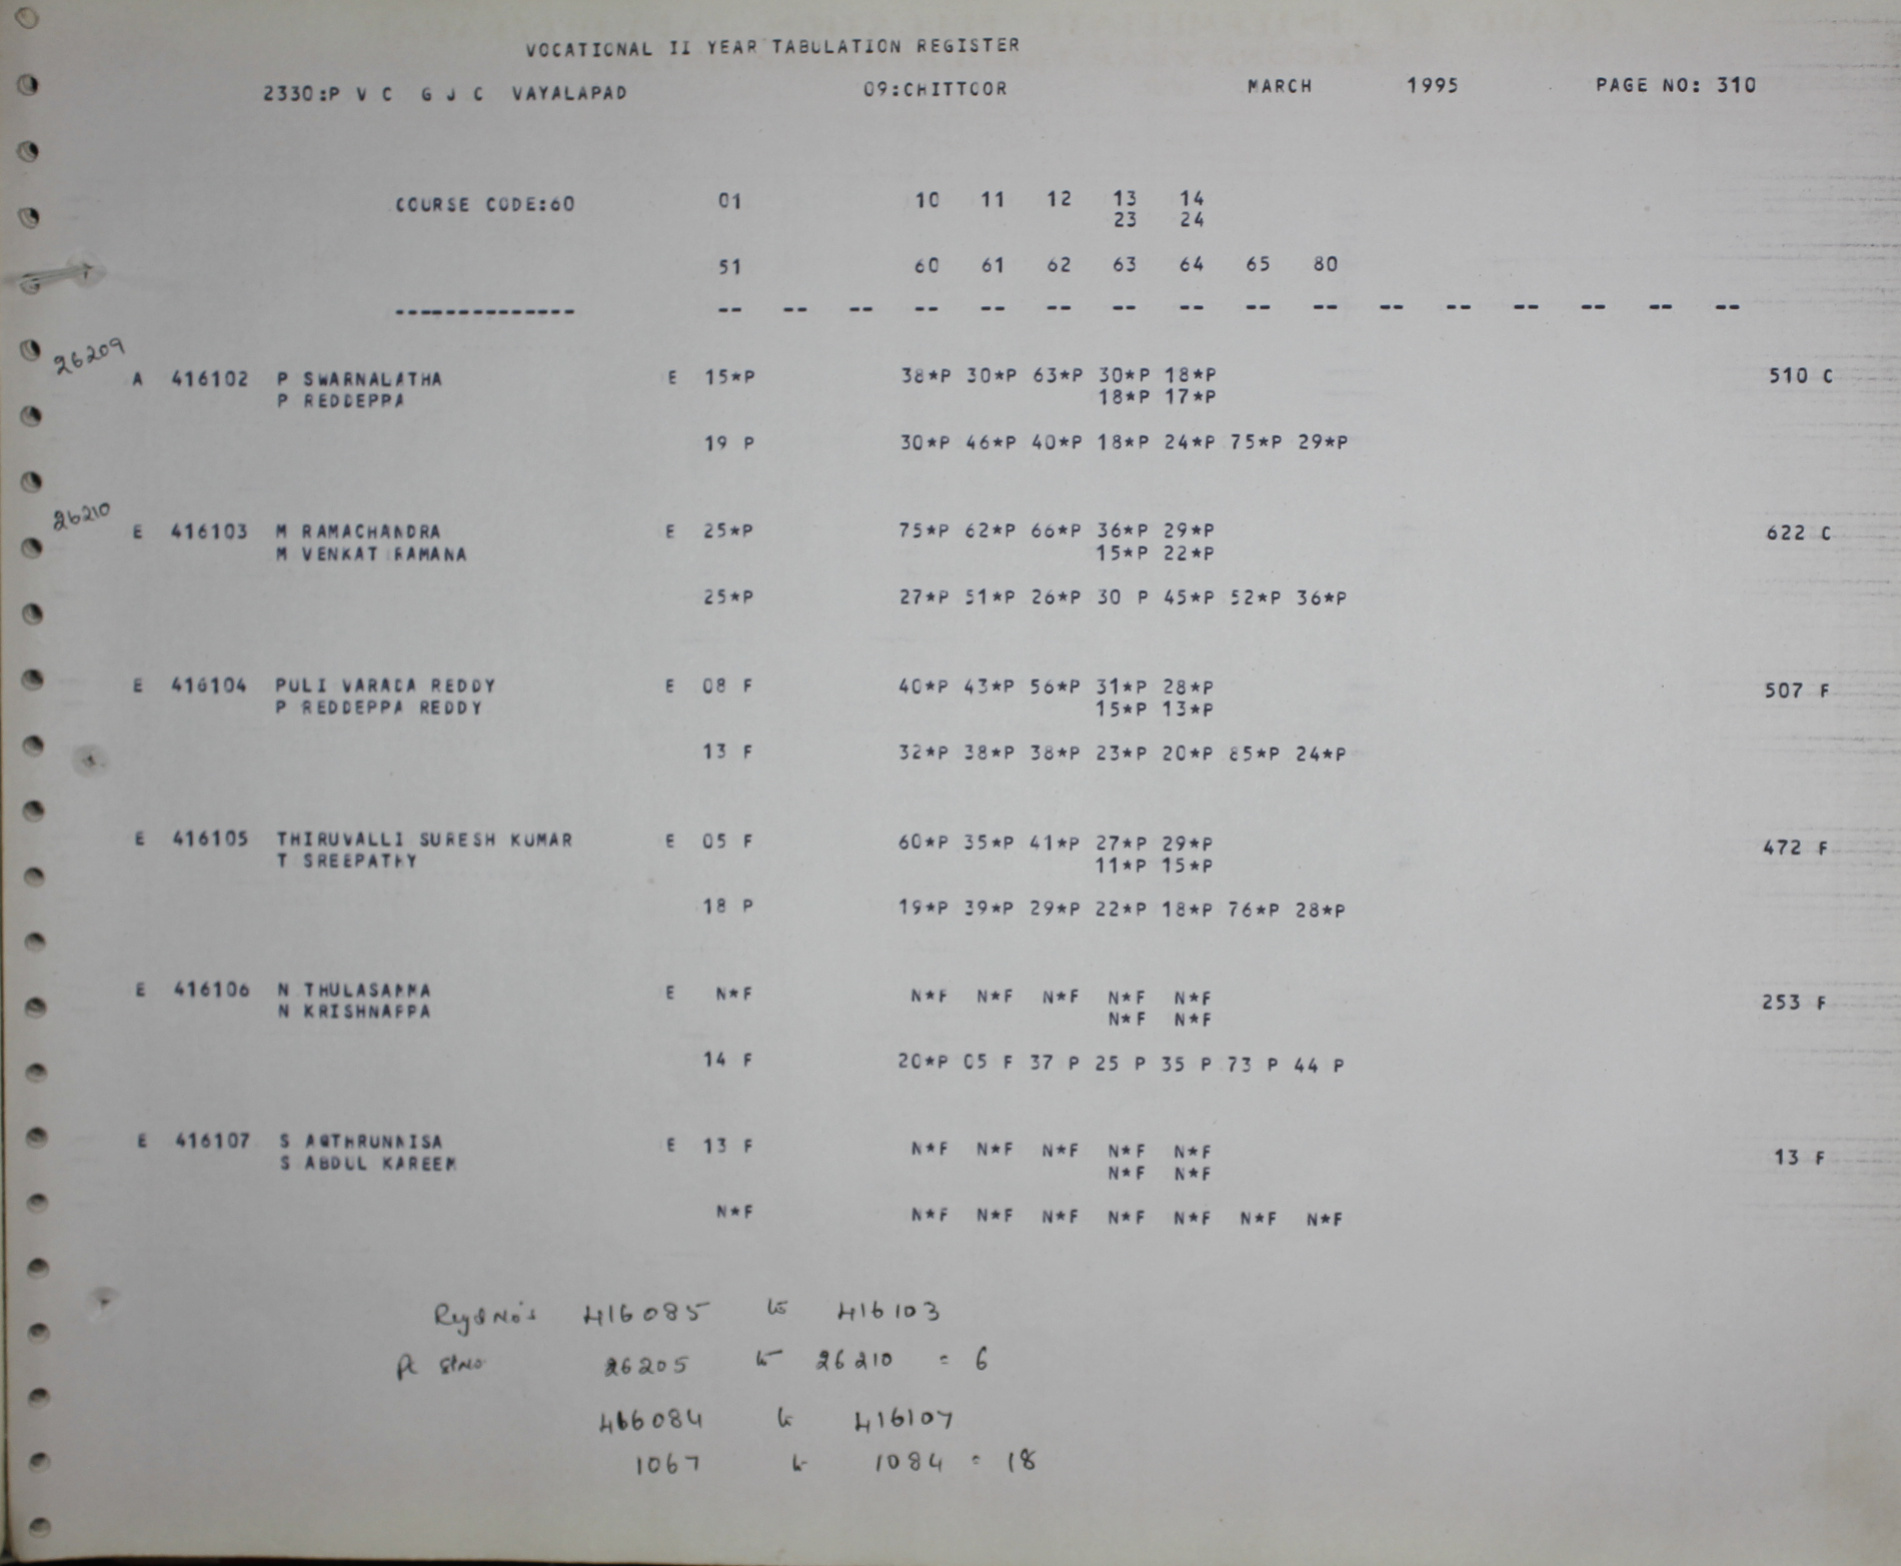 VOCATIONAL II YEAR TABULATION REGISTER
2330:P V C G J C VAYALAPAD 09:CHITTOOR MARCH 1995 PAGE NO: 310
COURSE CODE:60 01 10 11 12 13 14
23 24
51 60 61 62 63 64 65 80
-------------- -- -- -- -- -- -- -- -- -- -- -- -- -- -- -- --
26209
A 416102 P SWARNALATHA E 15*P 38*P 30*P 63*P 30*P 18*P 510 C
P REDDEPPA 18*P 17*P
19 P 30*P 46*P 40*P 18*P 24*P 75*P 29*P
26210
E 416103 M RAMACHANDRA E 25*P 75*P 62*P 66*P 36*P 29*P 622 C
M VENKAT RAMANA 15*P 22*P
25*P 27*P 51*P 26*P 30 P 45*P 52*P 36*P
E 416104 PULI VARADA REDDY E 08 F 40*P 43*P 56*P 31*P 28*P 507 F
P REDDEPPA REDDY 15*P 13*P
13 F 32*P 38*P 38*P 23*P 20*P 85*P 24*P
E 416105 THIRUVALLI SURESH KUMAR E 05 F 60*P 35*P 41*P 27*P 29*P 472 F
T SREEPATHY 11*P 15*P
18 P 19*P 39*P 29*P 22*P 18*P 76*P 28*P
E 416106 N THULASAMMA E N*F N*F N*F N*F N*F N*F 253 F
N KRISHNAPPA N*F N*F
14 F 20*P 05 F 37 P 25 P 35 P 73 P 44 P
E 416107 S AQTHRUNNISA E 13 F N*F N*F N*F N*F N*F 13 F
S ABDUL KAREEM N*F N*F
N*F N*F N*F N*F N*F N*F N*F N*F
Regd No's 416085 to 416103
Pc Slno 26205 to 26210 = 6
466084 to 416107
1067 to 1084 = 18